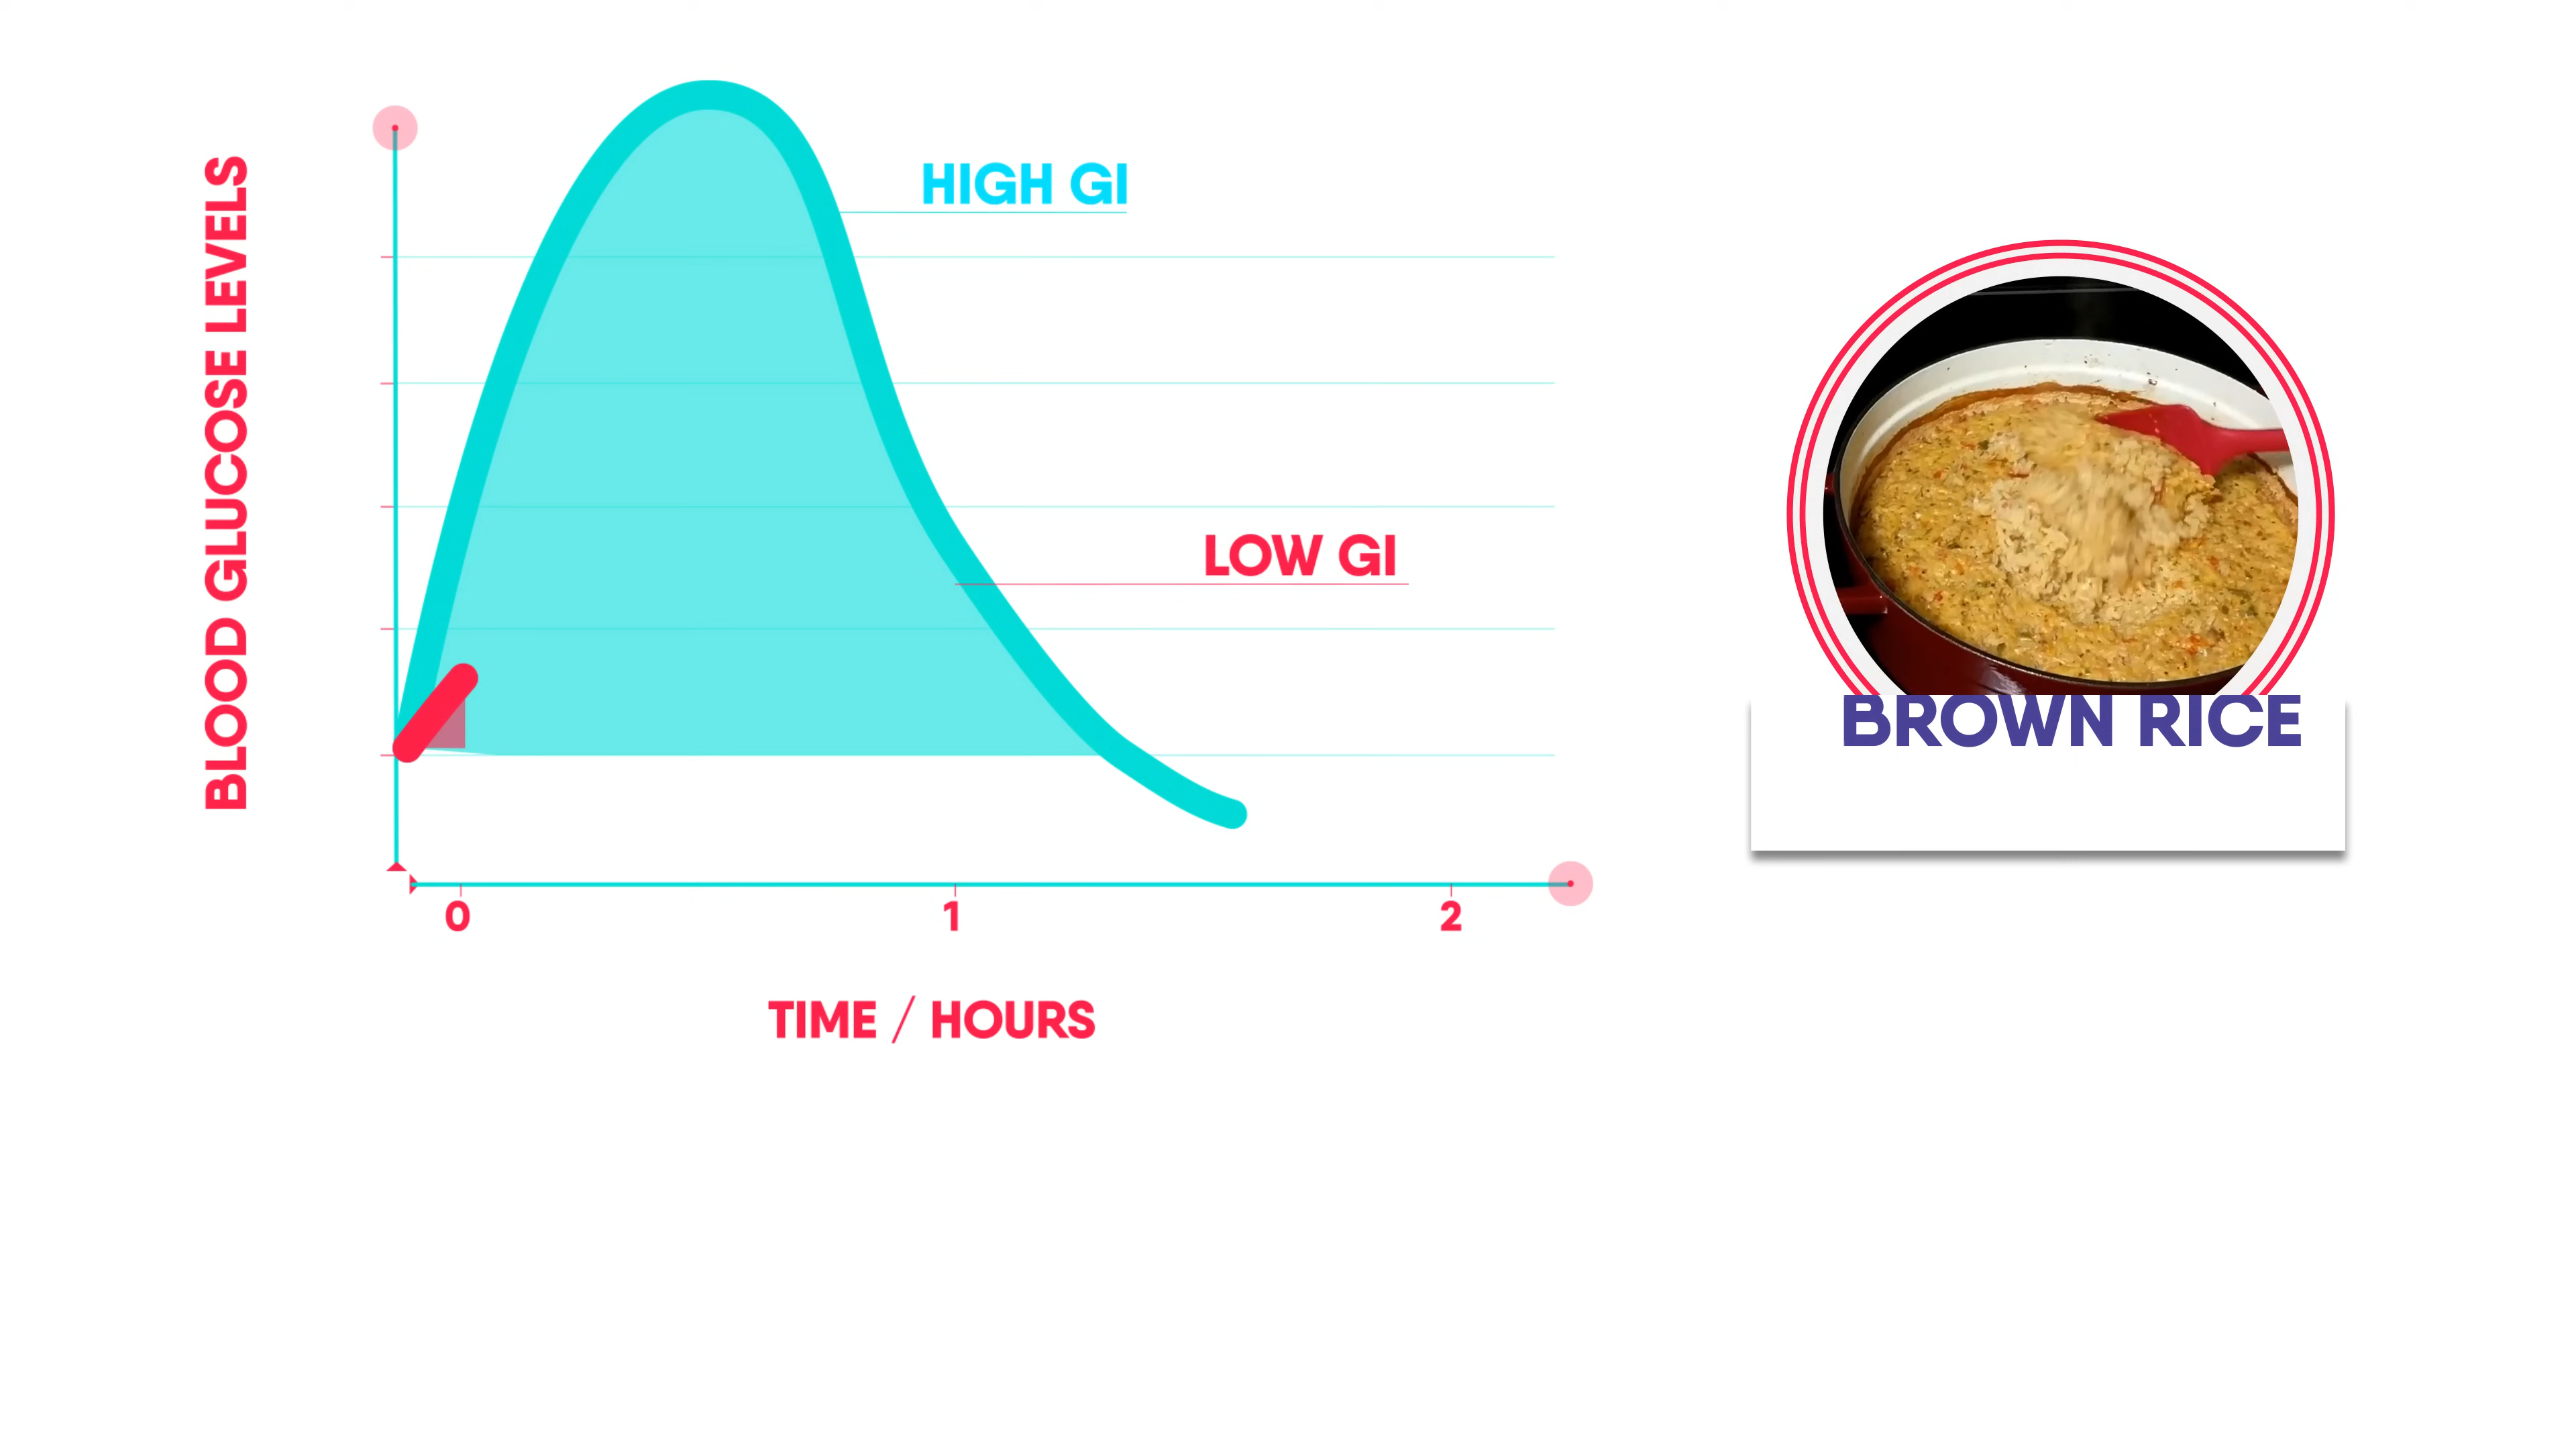 BLOOD GLUCOSE LEVELS
HIGH GI
LOW GI
BROWN RICE
0 1 2
TIME / HOURS